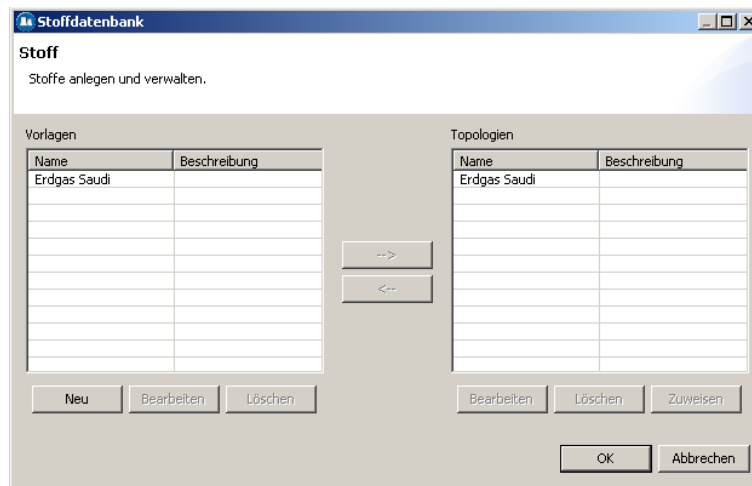 Stoffdatenbank
Stoff
Stoffe anlegen und verwalten.
Vorlagen
Name Beschreibung
Erdgas Saudi
Neu Bearbeiten Löschen
-->
<--
Topologien
Name Beschreibung
Erdgas Saudi
Bearbeiten Löschen Zuweisen
OK Abbrechen